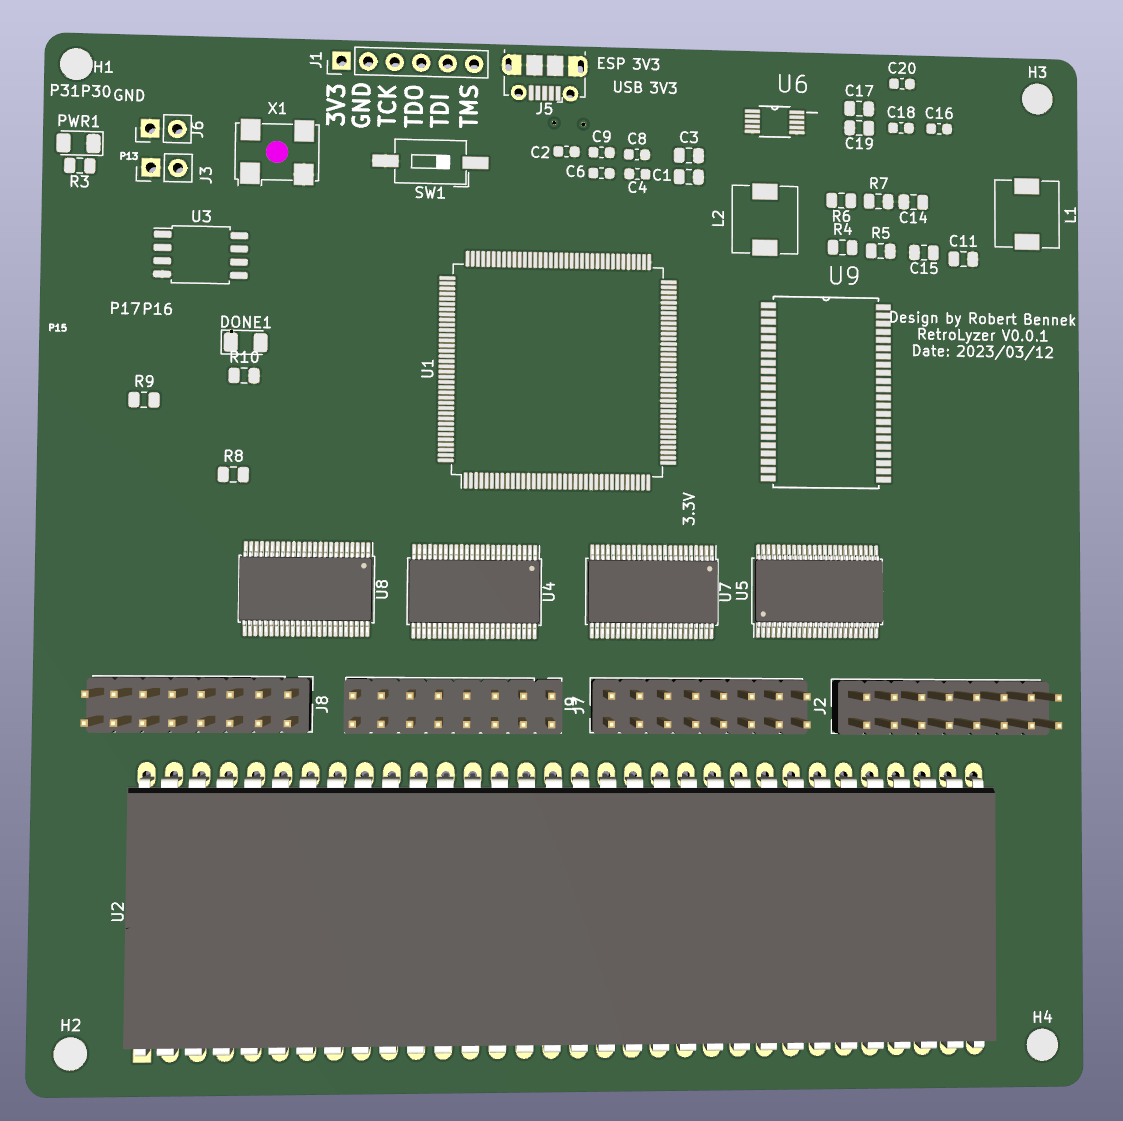 H1
P31P30 GND
J1
3V3
GND
TCK
TDO
TDI
TMS
J5
ESP 3V3
USB 3V3
U6
C20
H3
C17
C18
C16
C19
PWR1
X1
J6
P13
R3
J3
SW1
C2
C9
C8
C3
C6
C4
C1
U3
L2
R7
R6
C14
R4
R5
C11
C15
L1
P17P16
P15
DONE1
R10
U1
U9
Design by Robert Bennek
RetroLyzer V0.0.1
Date: 2023/03/12
R9
R8
3.3V
U8
U4
U7
U5
J8
J9
J7
J2
U2
H2
H4